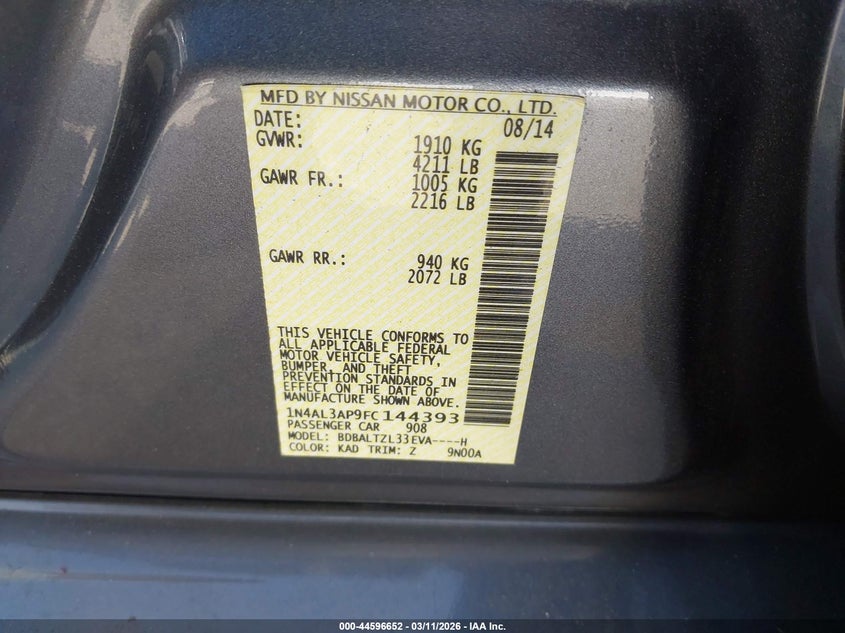 MFD BY NISSAN MOTOR CO., LTD.
DATE: 08/14
GVWR: 1910 KG
4211 LB
GAWR FR.: 1005 KG
2216 LB
GAWR RR.: 940 KG
2072 LB
THIS VEHICLE CONFORMS TO
ALL APPLICABLE FEDERAL
MOTOR VEHICLE SAFETY,
BUMPER, AND THEFT
PREVENTION STANDARDS IN
EFFECT ON THE DATE OF
MANUFACTURE SHOWN ABOVE.
1N4AL3AP9FC144393
PASSENGER CAR 908
MODEL: BDBALTZL33EVA----H
COLOR: KAD TRIM: Z 9N00A
000-44596652 - 03/11/2026 - IAA Inc.